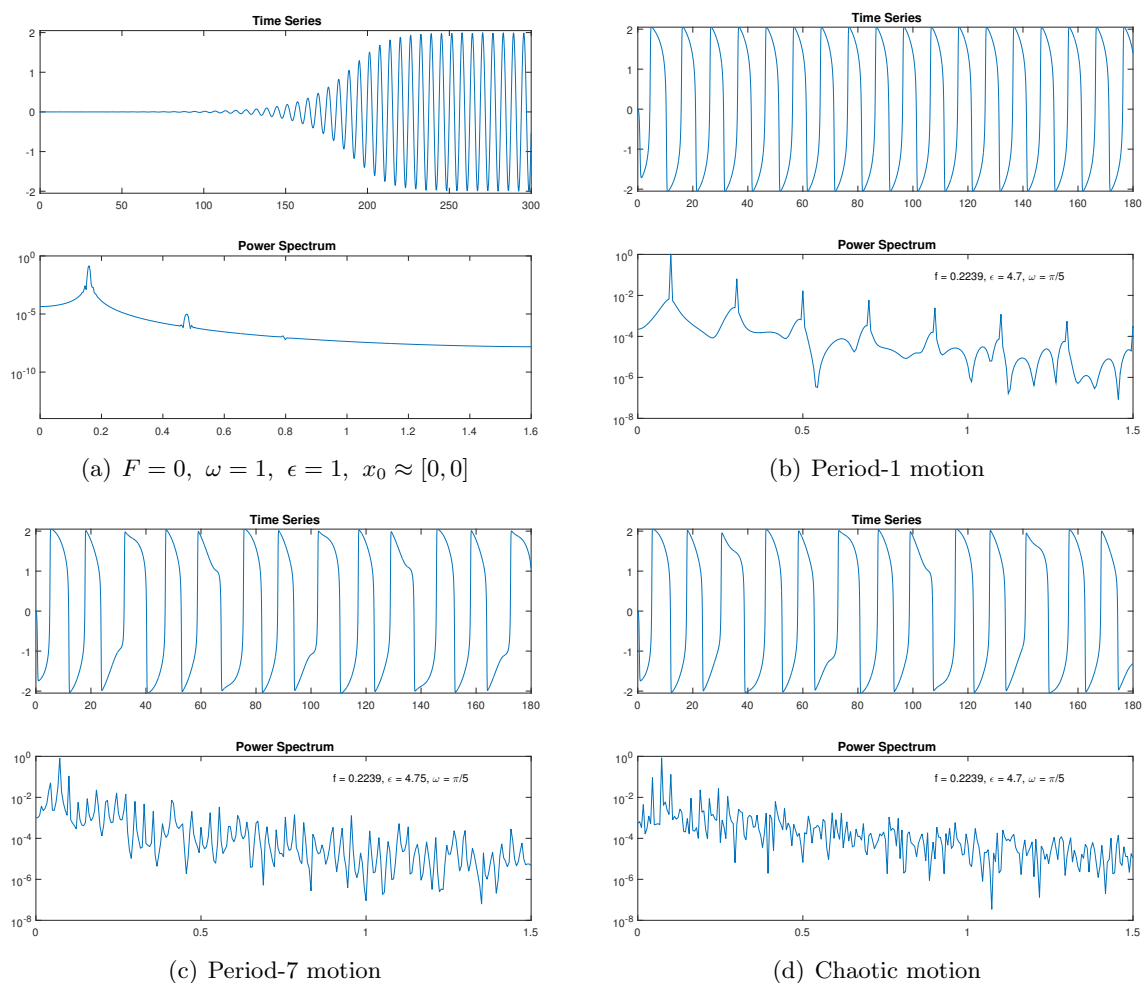 Time Series
2
1
0
-1
-2
0 50 100 150 200 250 300
Power Spectrum
10^0
10^-5
10^-10
0 0.2 0.4 0.6 0.8 1 1.2 1.4 1.6
(a) F = 0, ω = 1, ϵ = 1, x_0 ≈ [0, 0]
Time Series
2
1
0
-1
-2
0 20 40 60 80 100 120 140 160 180
Power Spectrum
10^0
f = 0.2239, ϵ = 4.7, ω = π/5
10^-2
10^-4
10^-6
10^-8
0 0.5 1 1.5
(b) Period-1 motion
Time Series
2
1
0
-1
-2
0 20 40 60 80 100 120 140 160 180
Power Spectrum
10^0
f = 0.2239, ϵ = 4.75, ω = π/5
10^-2
10^-4
10^-6
10^-8
0 0.5 1 1.5
(c) Period-7 motion
Time Series
2
1
0
-1
-2
0 20 40 60 80 100 120 140 160 180
Power Spectrum
10^0
f = 0.2239, ϵ = 4.7, ω = π/5
10^-2
10^-4
10^-6
10^-8
0 0.5 1 1.5
(d) Chaotic motion